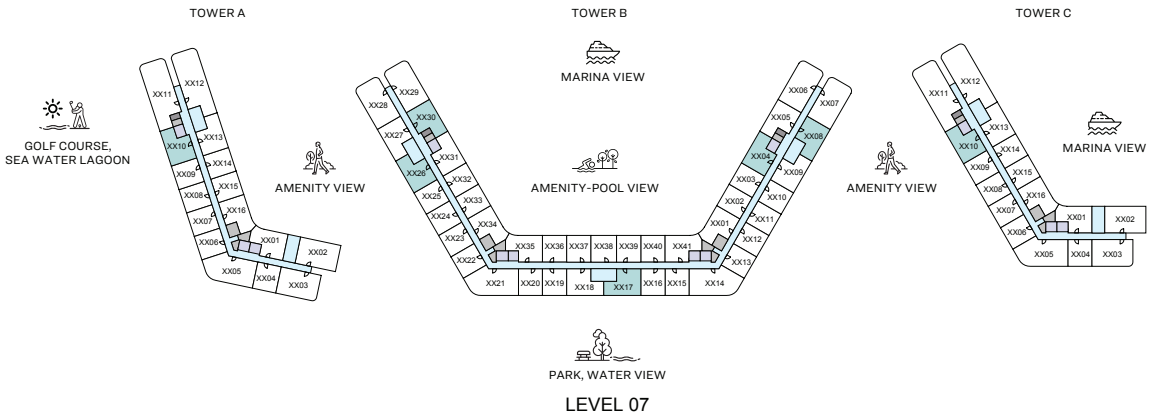 TOWER A
TOWER B
TOWER C
MARINA VIEW
GOLF COURSE,
SEA WATER LAGOON
AMENITY VIEW
AMENITY-POOL VIEW
AMENITY VIEW
MARINA VIEW
XX12
XX11
XX10
XX13
XX14
XX09
XX15
XX08
XX16
XX07
XX06
XX01
XX02
XX05
XX04
XX03
XX29
XX28
XX30
XX27
XX31
XX26
XX32
XX25
XX33
XX24
XX34
XX23
XX22
XX21
XX35
XX36
XX37
XX38
XX39
XX40
XX41
XX20
XX19
XX18
XX17
XX16
XX15
XX14
XX06
XX07
XX05
XX08
XX04
XX09
XX03
XX10
XX02
XX11
XX01
XX12
XX13
XX12
XX11
XX13
XX10
XX14
XX09
XX15
XX08
XX16
XX07
XX06
XX01
XX02
XX05
XX04
XX03
PARK, WATER VIEW
LEVEL 07